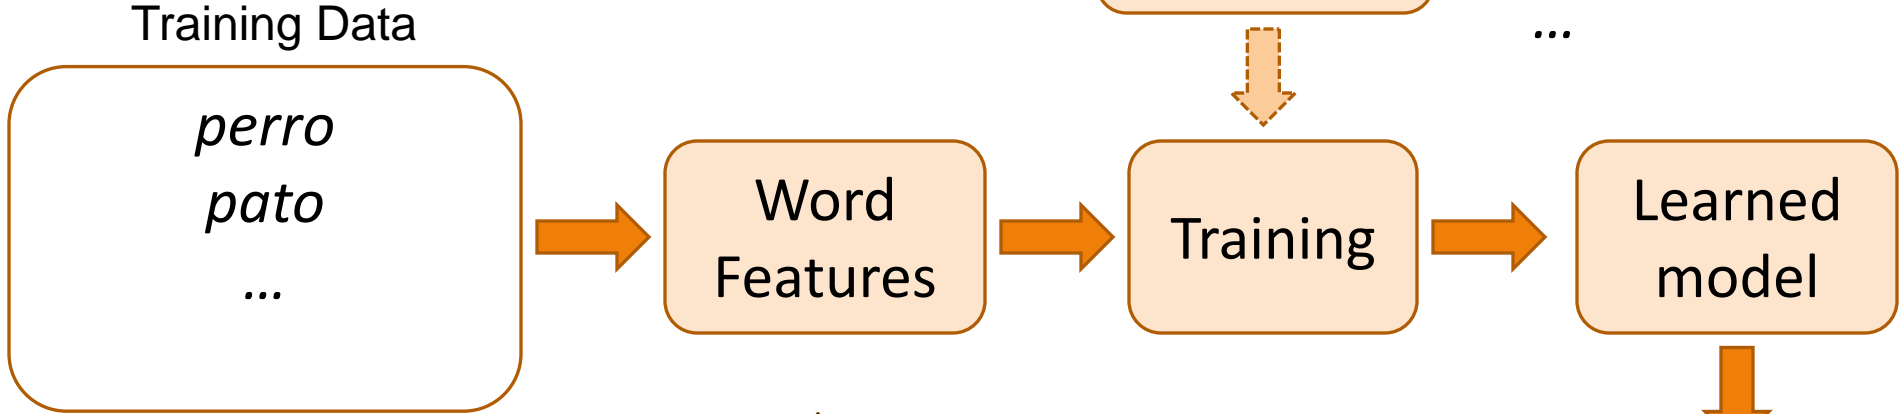 Training Data
…
perro
pato
…
Word
Features
Training
Learned
model